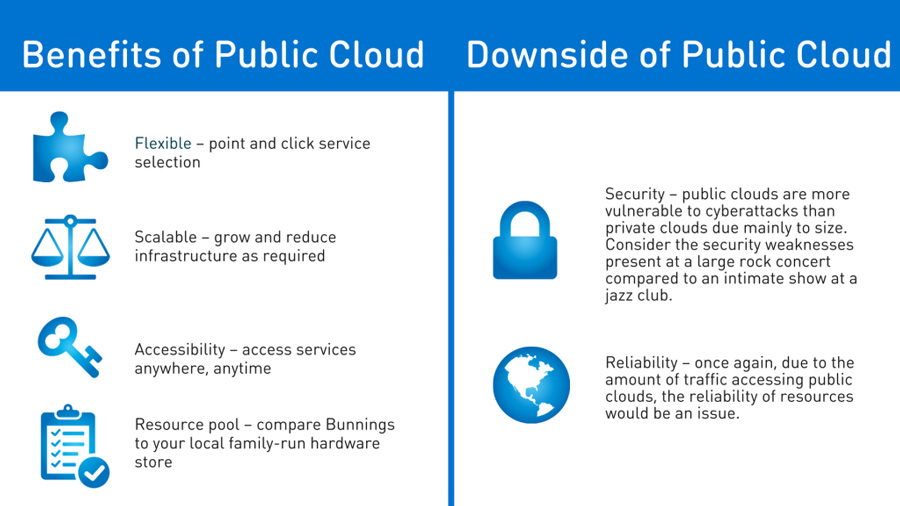 Benefits of Public Cloud
Flexible – point and click service
selection
Scalable – grow and reduce
infrastructure as required
Accessibility – access services
anywhere, anytime
Resource pool – compare Bunnings
to your local family-run hardware
store
Downside of Public Cloud
Security – public clouds are more
vulnerable to cyberattacks than
private clouds due mainly to size.
Consider the security weaknesses
present at a large rock concert
compared to an intimate show at a
jazz club.
Reliability – once again, due to the
amount of traffic accessing public
clouds, the reliability of resources
would be an issue.